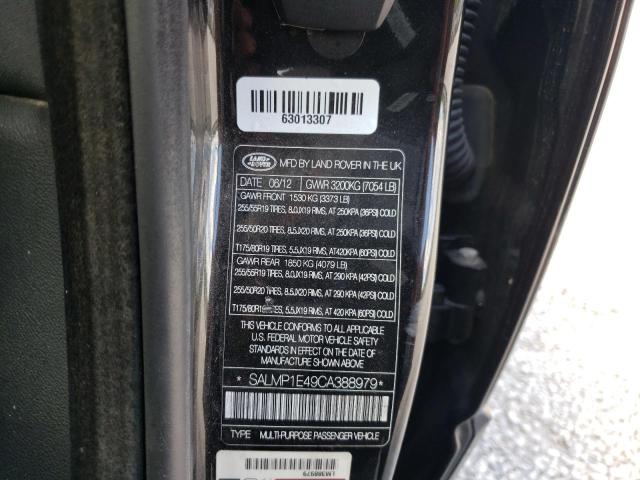 63013307
LAND ROVER
MFD BY LAND ROVER IN THE UK
DATE 06/12 GVWR 3200KG (7054 LB)
GAWR FRONT 1530 KG (3373 LB)
255/55R19 TIRES, 8.0JX19 RIMS, AT 250KPA (36PSI) COLD
255/50R20 TIRES, 8.5JX20 RIMS, AT 250KPA (36PSI) COLD
T175/80R19 TIRES, 5.5JX19 RIMS, AT 420KPA (60PSI) COLD
GAWR REAR 1850 KG (4079 LB)
255/55R19 TIRES, 8.0JX19 RIMS, AT 290 KPA (42PSI) COLD
255/50R20 TIRES, 8.5JX20 RIMS, AT 290 KPA (42PSI) COLD
5.5JX19 RIMS, AT 420 KPA (60PSI) COLD
THIS VEHICLE CONFORMS TO ALL APPLICABLE
U.S. FEDERAL MOTOR VEHICLE SAFETY
STANDARDS IN EFFECT ON THE DATE OF
MANUFACTURE SHOWN ABOVE
* SALMP1E49CA388979 *
TYPE MULTI-PURPOSE PASSENGER VEHICLE
LM388979